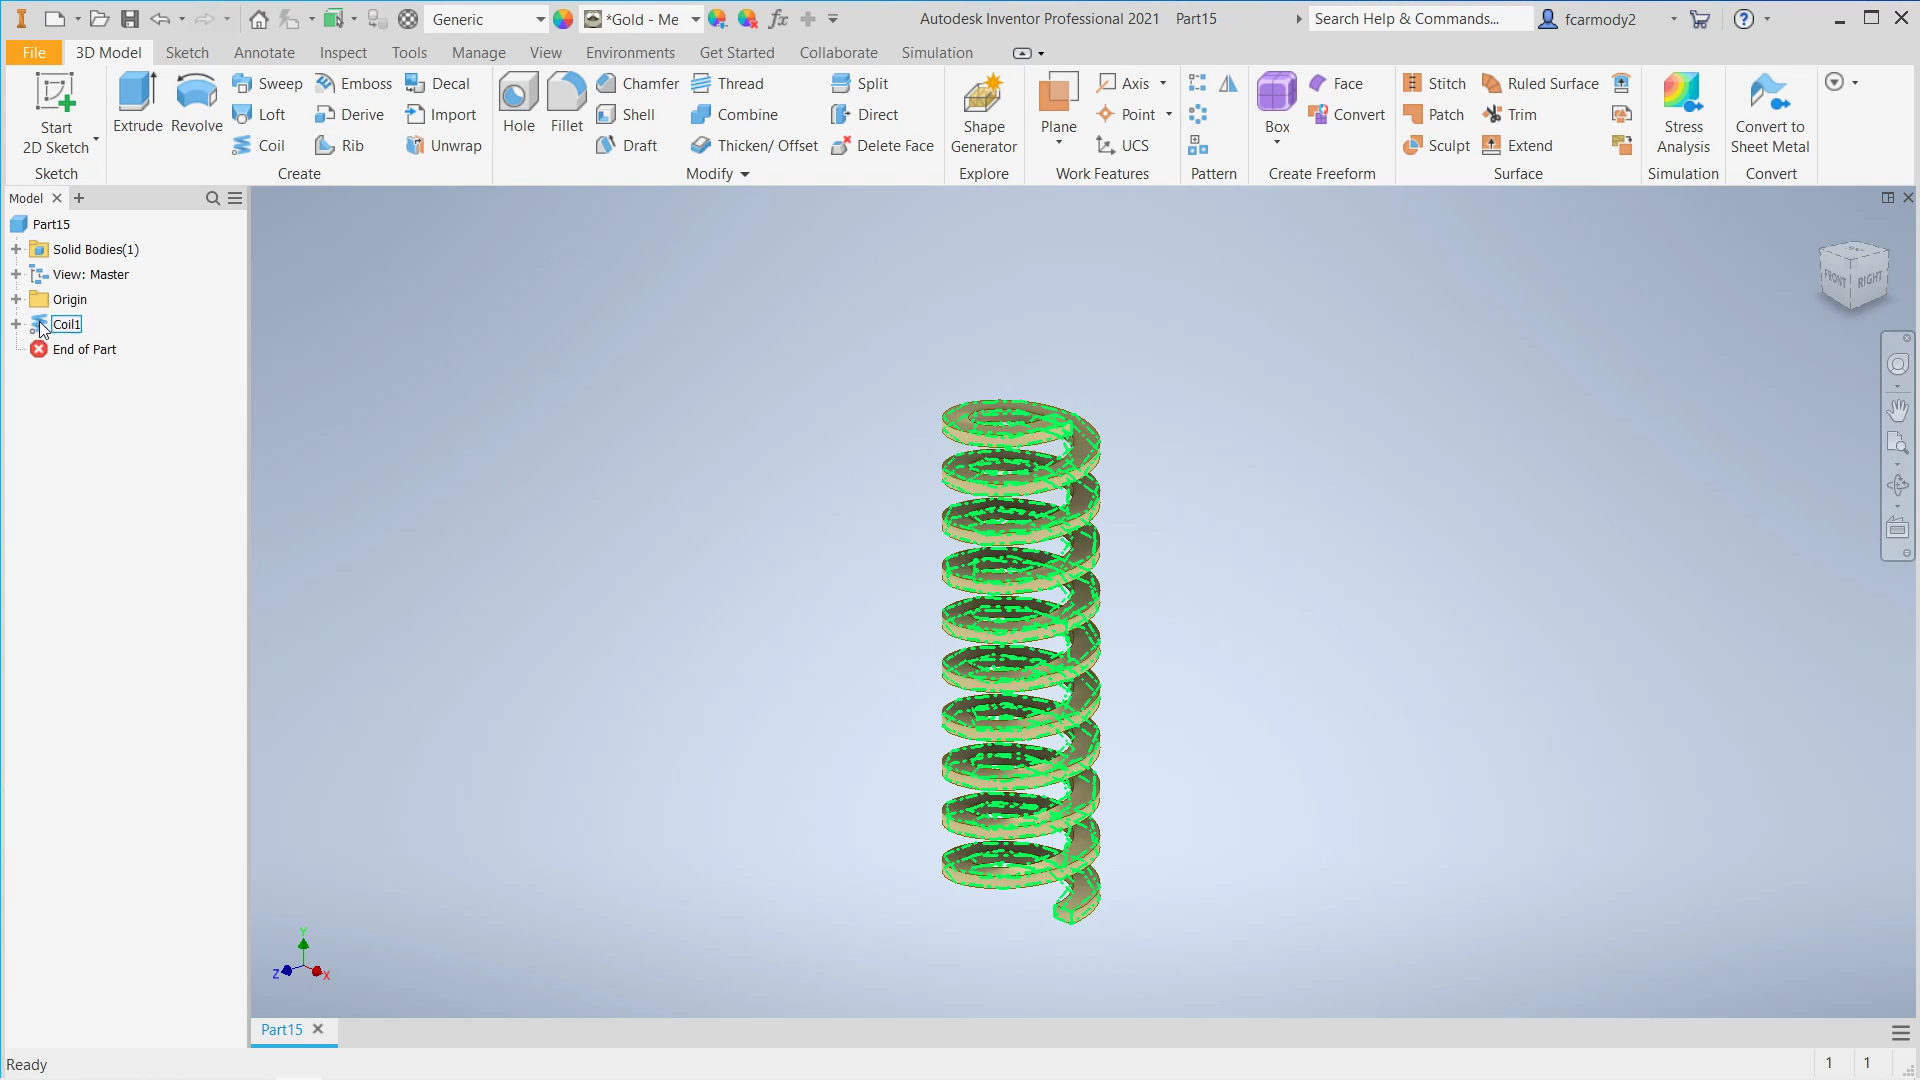 Generic
*Gold - Me
fx
Autodesk Inventor Professional 2021 Part15
Search Help & Commands...
fcarmody2
File 3D Model Sketch Annotate Inspect Tools Manage View Environments Get Started Collaborate Simulation
Start
2D Sketch
Sketch
Extrude
Revolve
Sweep
Loft
Coil
Emboss
Derive
Rib
Decal
Import
Unwrap
Create
Hole
Fillet
Chamfer
Shell
Draft
Thread
Combine
Thicken/ Offset
Split
Direct
Delete Face
Modify
Shape
Generator
Explore
Plane
Axis
Point
UCS
Work Features
Pattern
Box
Face
Convert
Create Freeform
Stitch
Patch
Sculpt
Ruled Surface
Trim
Extend
Surface
Stress
Analysis
Simulation
Convert to
Sheet Metal
Convert
Model
Part15
Solid Bodies(1)
View: Master
Origin
Coil1
End of Part
FRONT
RIGHT
Y
Z
X
Part15
Ready
1 1